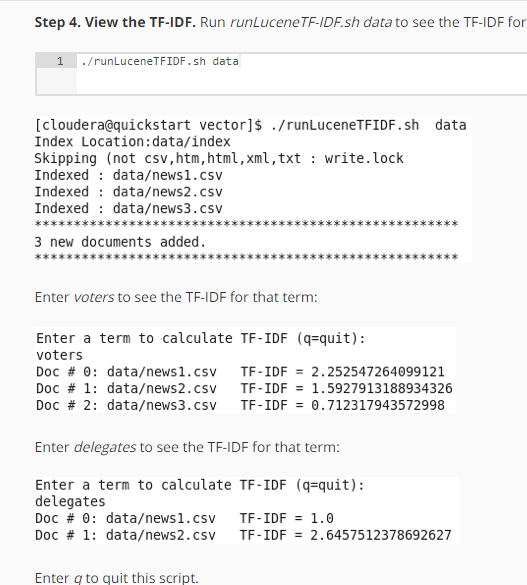 Step 4. View the TF-IDF. Run runLuceneTF-IDF.sh data to see the TF-IDF for
1 ./runLuceneTFIDF.sh data
[cloudera@quickstart vector]$ ./runLuceneTFIDF.sh  data
Index Location:data/index
Skipping (not csv,htm,html,xml,txt : write.lock
Indexed : data/news1.csv
Indexed : data/news2.csv
Indexed : data/news3.csv
******************************************************
3 new documents added.
******************************************************
Enter voters to see the TF-IDF for that term:
Enter a term to calculate TF-IDF (q=quit):
voters
Doc # 0: data/news1.csv   TF-IDF = 2.252547264099121
Doc # 1: data/news2.csv   TF-IDF = 1.5927913188934326
Doc # 2: data/news3.csv   TF-IDF = 0.712317943572998
Enter delegates to see the TF-IDF for that term:
Enter a term to calculate TF-IDF (q=quit):
delegates
Doc # 0: data/news1.csv   TF-IDF = 1.0
Doc # 1: data/news2.csv   TF-IDF = 2.6457512378692627
Enter q to quit this script.